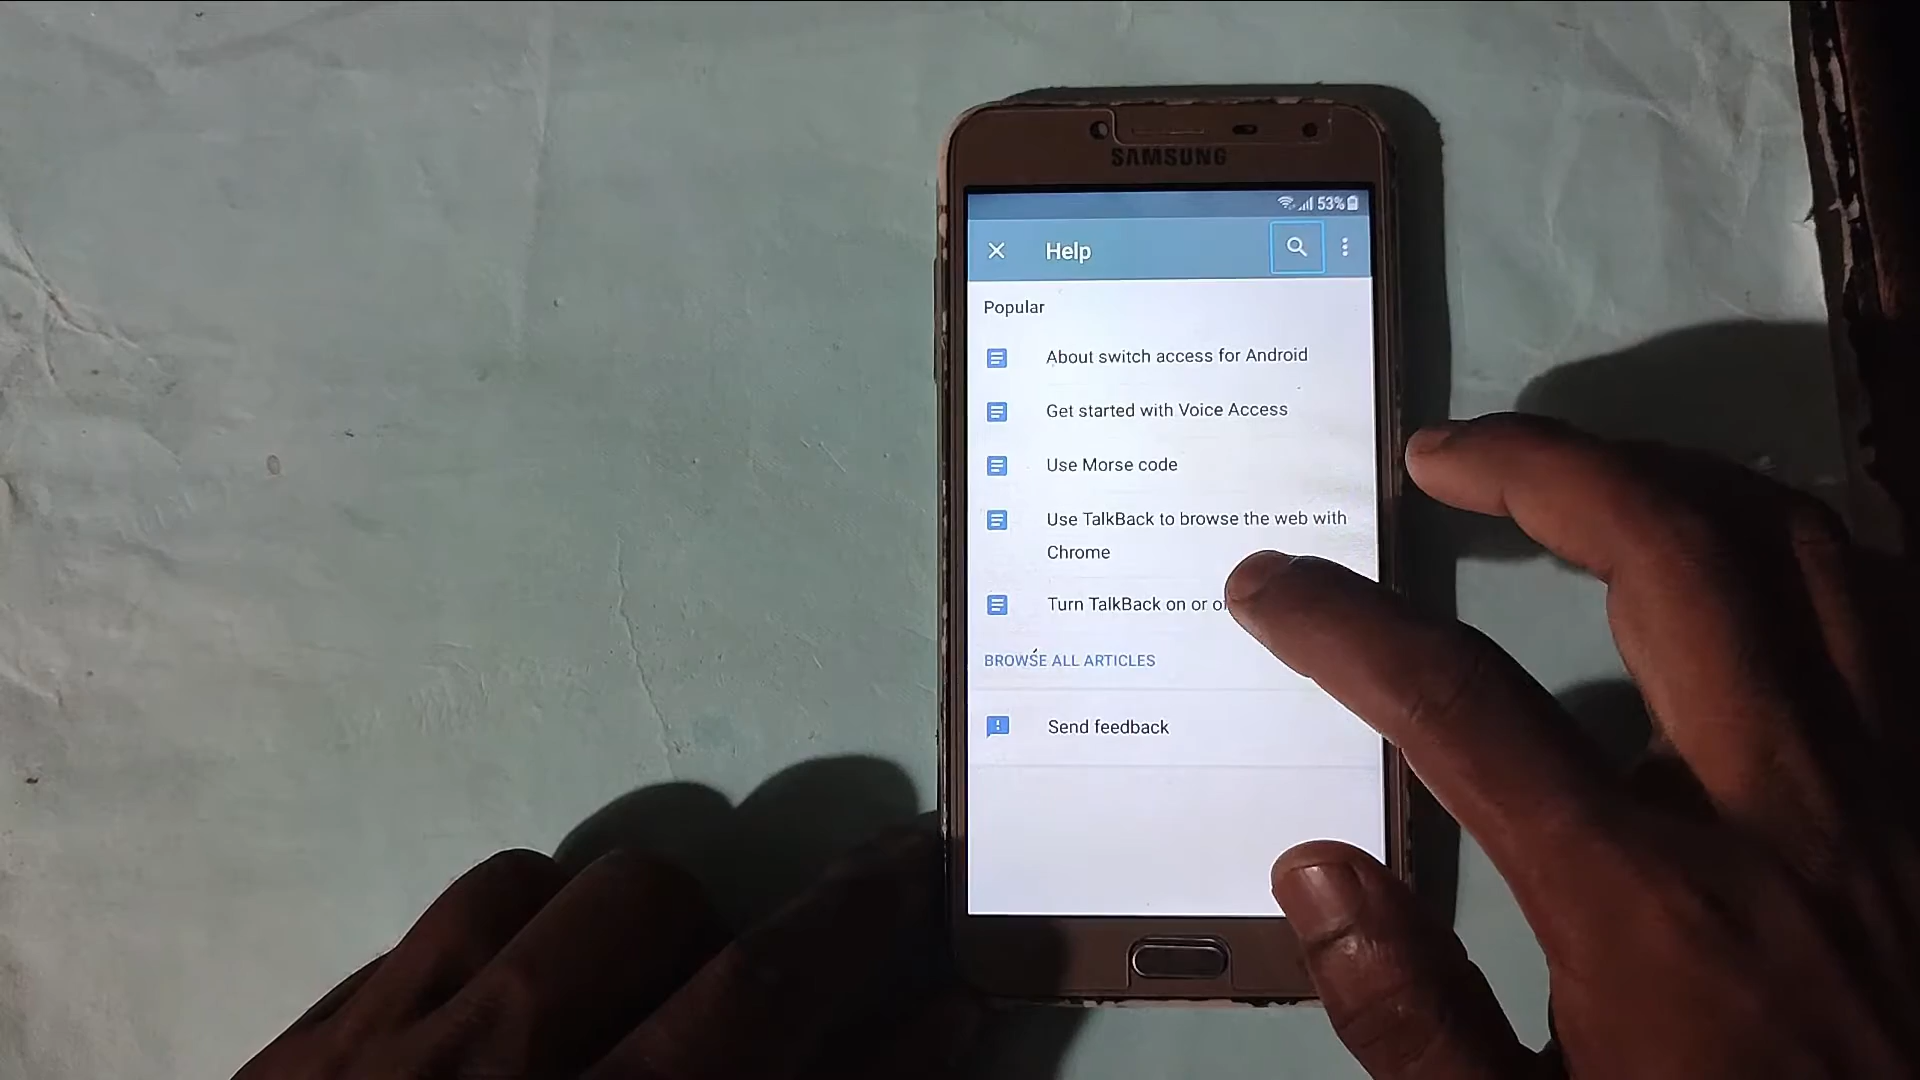 SAMSUNG
53%
Help
Popular
About switch access for Android
Get started with Voice Access
Use Morse code
Use TalkBack to browse the web with
Chrome
Turn TalkBack on or
BROWSE ALL ARTICLES
Send feedback